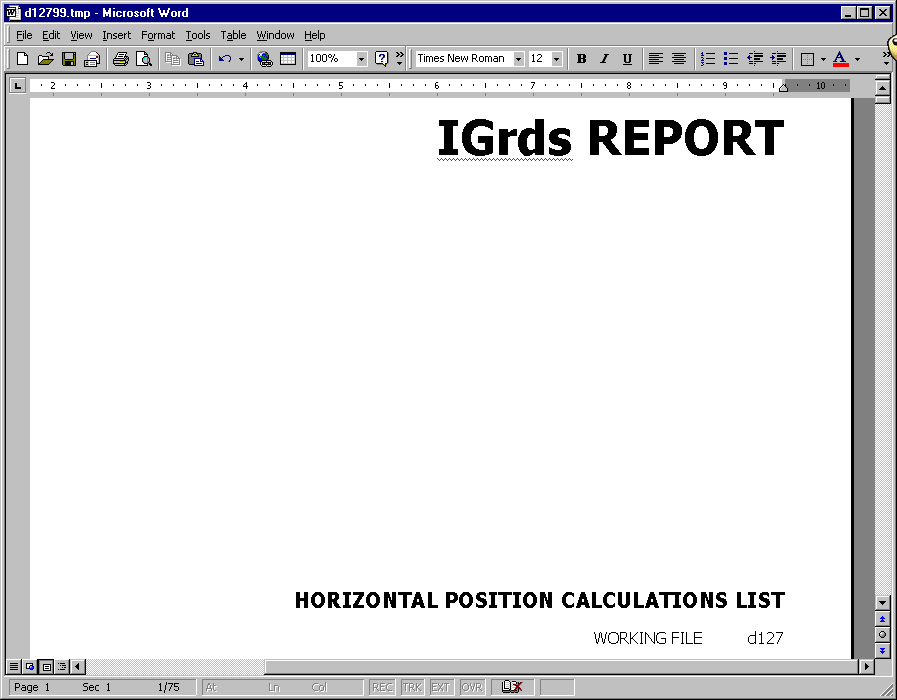 d12799.tmp - Microsoft Word
File Edit View Insert Format Tools Table Window Help
100% Times New Roman 12 B I U A
2 3 4 5 6 7 8 9 10
IGrds REPORT
HORIZONTAL POSITION CALCULATIONS LIST
WORKING FILE d127
Page 1 Sec 1 1/75 At Ln Col REC TRK EXT OVR